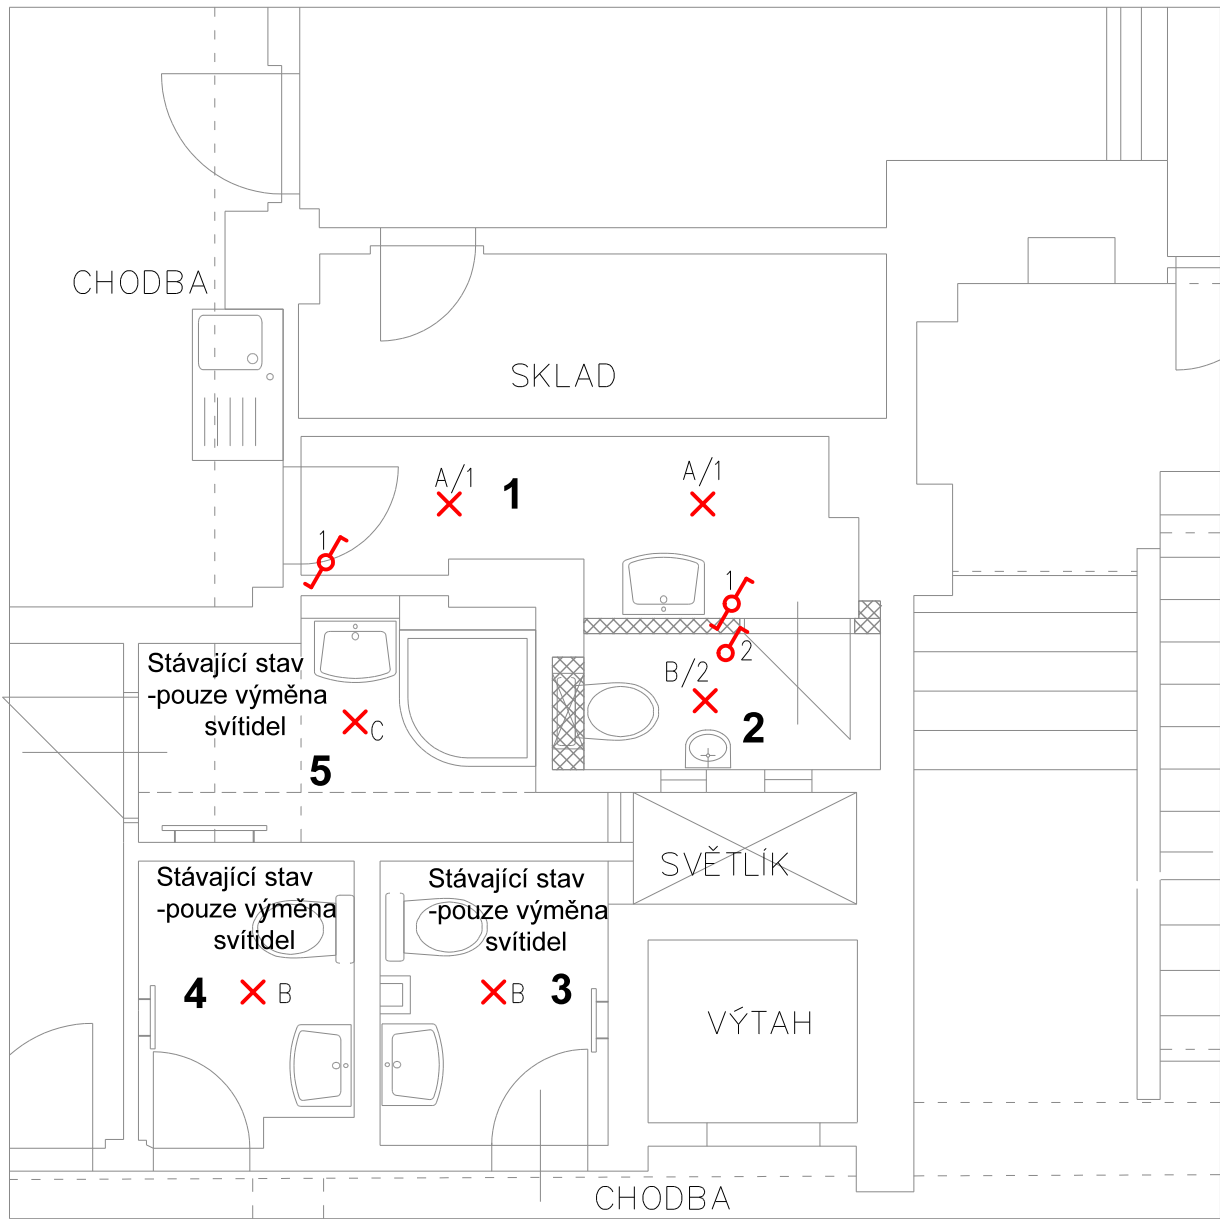 CHODBA
SKLAD
A/1
1
A/1
1
1
2
B/2
2
Stávající stav
-pouze výměna
svítidel
C
5
SVĚTLÍK
Stávající stav
-pouze výměna
svítidel
4
B
Stávající stav
-pouze výměna
svítidel
B
3
VÝTAH
CHODBA